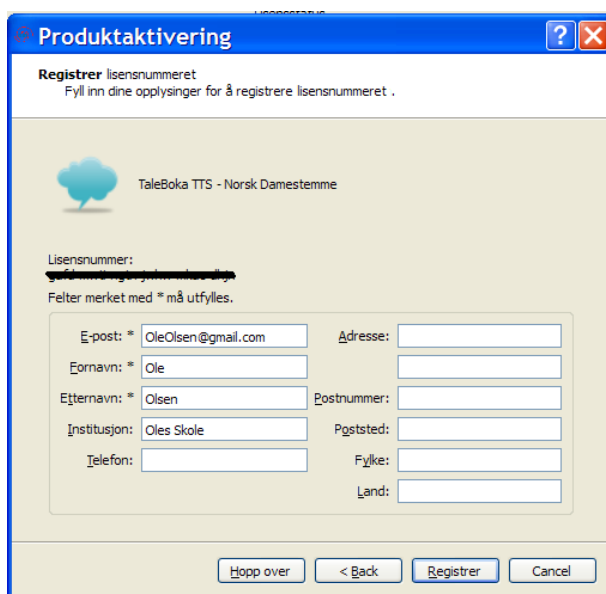 Produktaktivering
Registrer lisensnummeret
Fyll inn dine opplysinger for å registrere lisensnummeret .
TaleBoka TTS - Norsk Damestemme
Lisensnummer:
Felter merket med * må utfylles.
E-post: * OleOlsen@gmail.com
Adresse:
Fornavn: * Ole
Etternavn: * Olsen
Postnummer:
Institusjon: Oles Skole
Poststed:
Telefon:
Fylke:
Land:
Hopp over
< Back
Registrer
Cancel